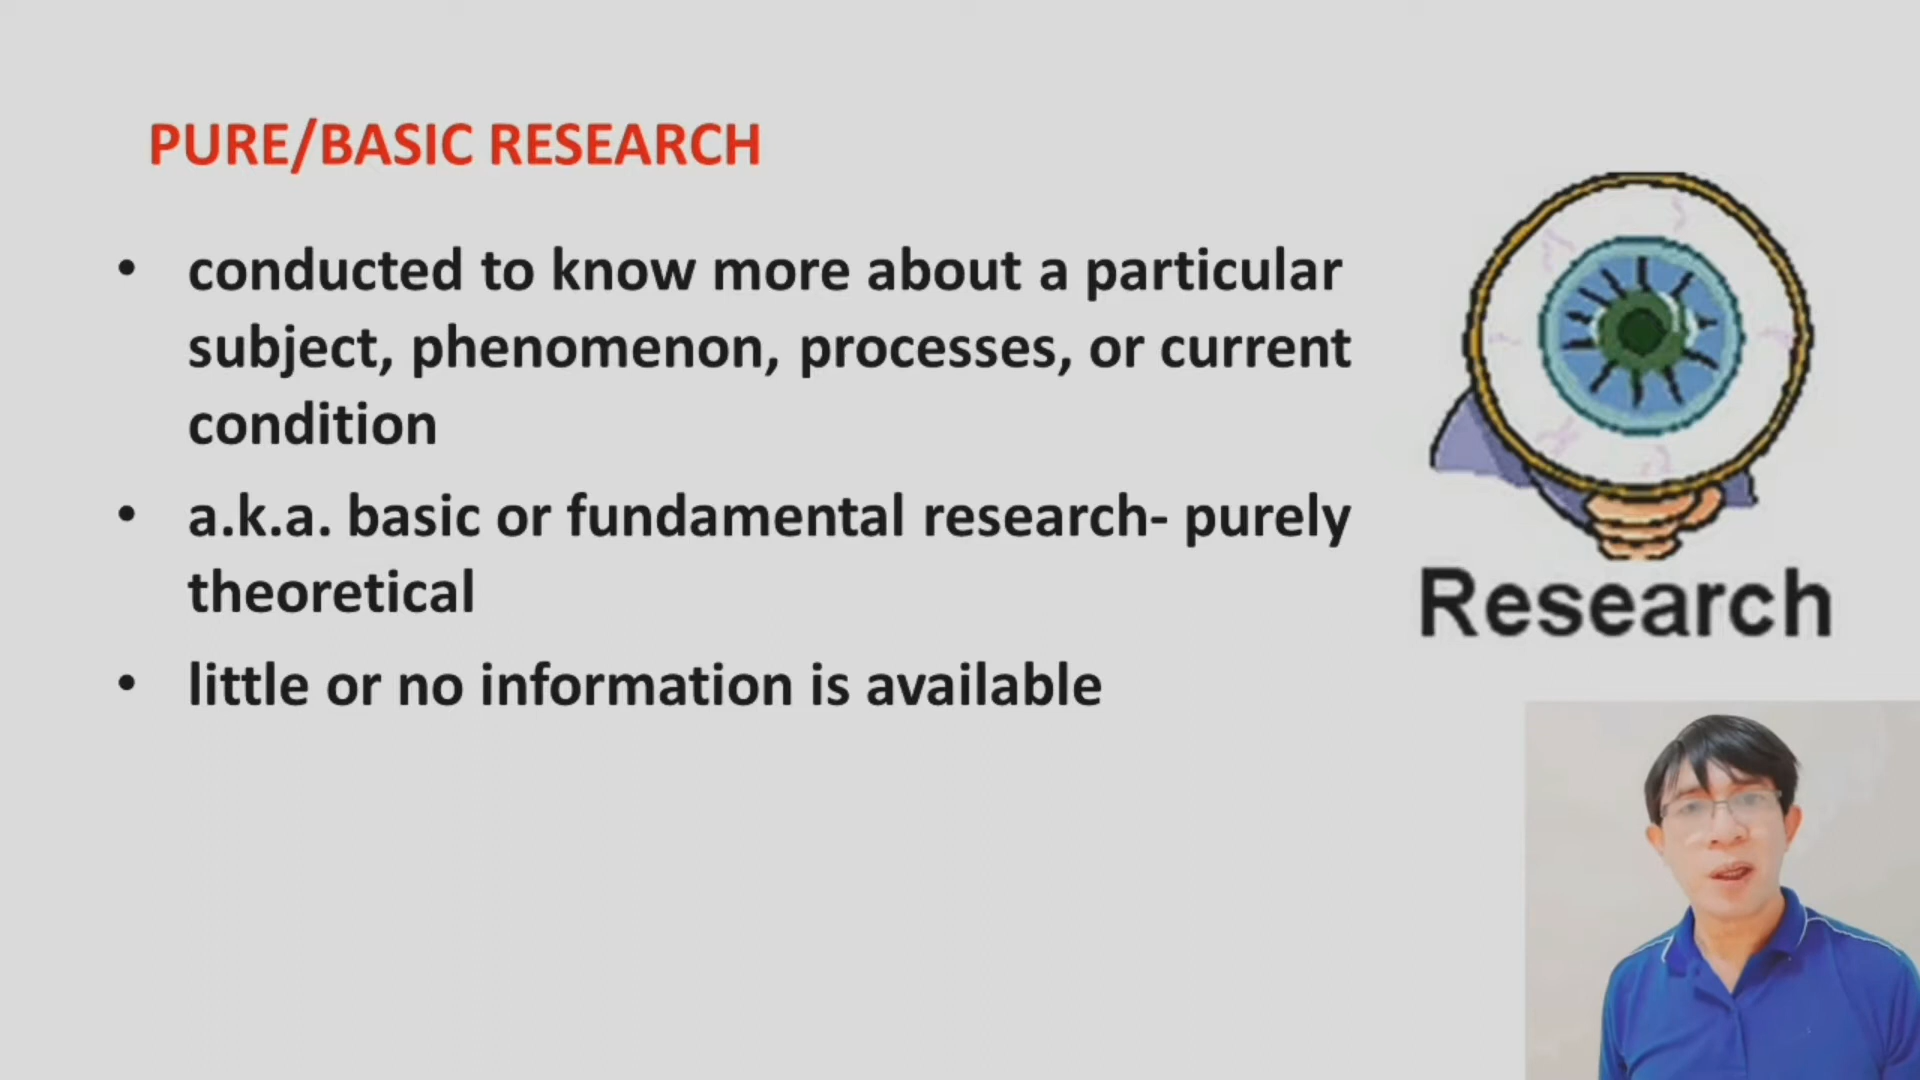 PURE/BASIC RESEARCH
• conducted to know more about a particular
subject, phenomenon, processes, or current
condition
• a.k.a. basic or fundamental research- purely
theoretical
• little or no information is available
Research